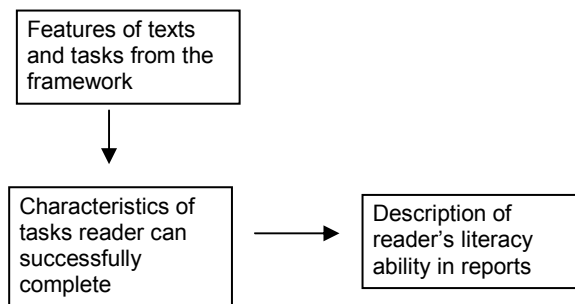 Features of texts
and tasks from the
framework
Characteristics of
tasks reader can
successfully
complete
Description of
reader's literacy
ability in reports